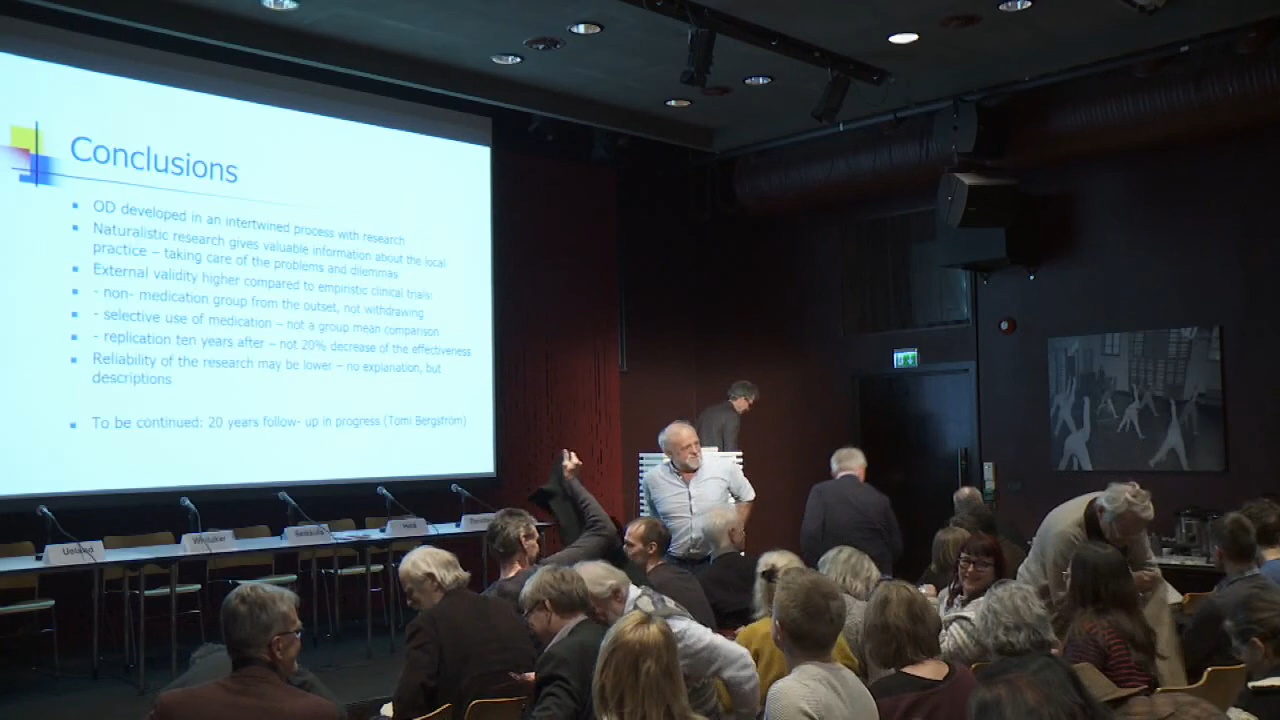 Conclusions
OD developed in an intertwined process with research
Naturalistic research gives valuable information about the local
practice – taking care of the problems and dilemmas
External validity higher compared to empiristic clinical trials:
- non- medication group from the outset, not withdrawing
- selective use of medication – not a group mean comparison
- replication ten years after – not 20% decrease of the effectiveness
Reliability of the research may be lower – no explanation, but
descriptions
To be continued: 20 years follow- up in progress (Tomi Bergström)
Whitaker
Seikkula